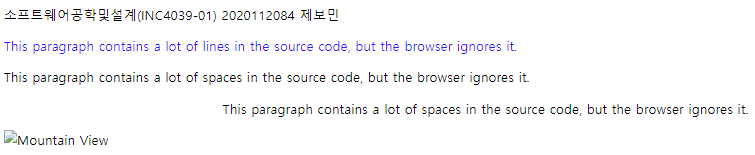 소프트웨어공학및설계(INC4039-01) 2020112084 제보민
This paragraph contains a lot of lines in the source code, but the browser ignores it.
This paragraph contains a lot of spaces in the source code, but the browser ignores it.
This paragraph contains a lot of spaces in the source code, but the browser ignores it.
Mountain View